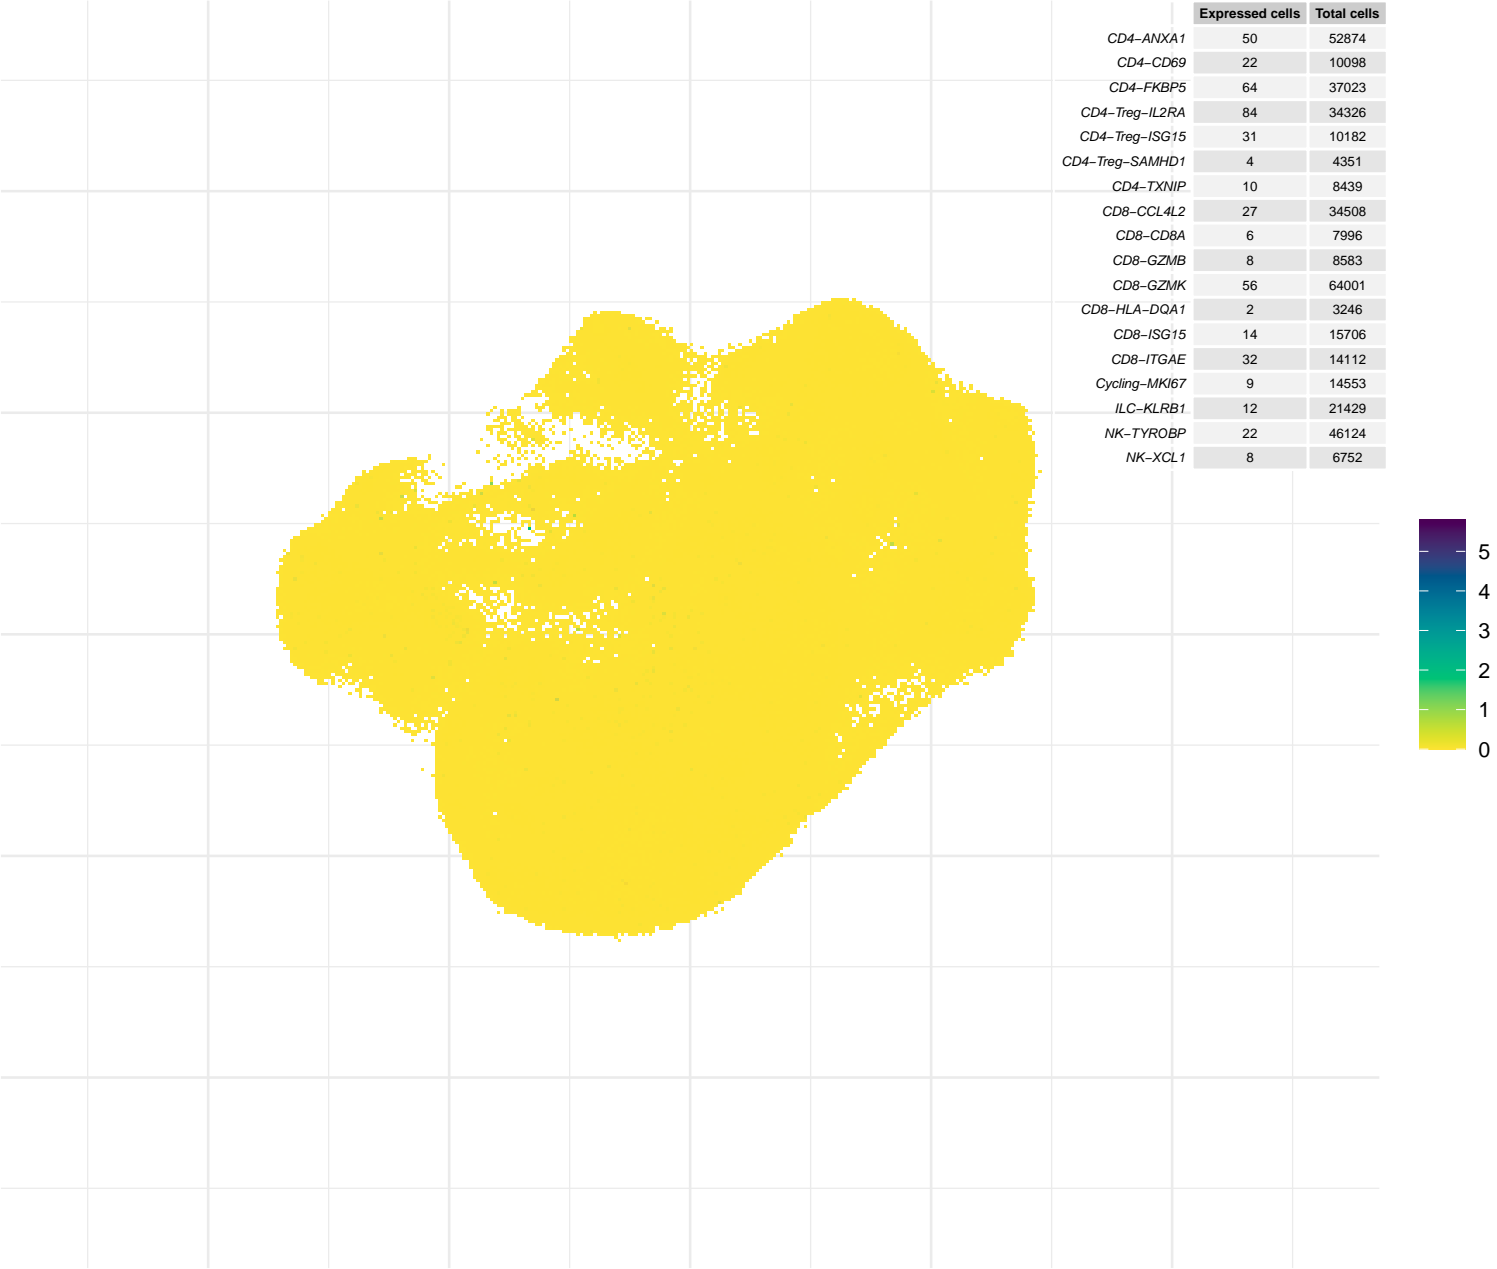 Expressed cells Total cells
CD4−ANXA1 50 52874
CD4−CD69 22 10098
CD4−FKBP5 64 37023
CD4−Treg−IL2RA 84 34326
CD4−Treg−ISG15 31 10182
CD4−Treg−SAMHD1 4 4351
CD4−TXNIP 10 8439
CD8−CCL4L2 27 34508
CD8−CD8A 6 7996
CD8−GZMB 8 8583
CD8−GZMK 56 64001
CD8−HLA−DQA1 2 3246
CD8−ISG15 14 15706
CD8−ITGAE 32 14112
Cycling−MKI67 9 14553
ILC−KLRB1 12 21429
NK−TYROBP 22 46124
NK−XCL1 8 6752
5
4
3
2
1
0